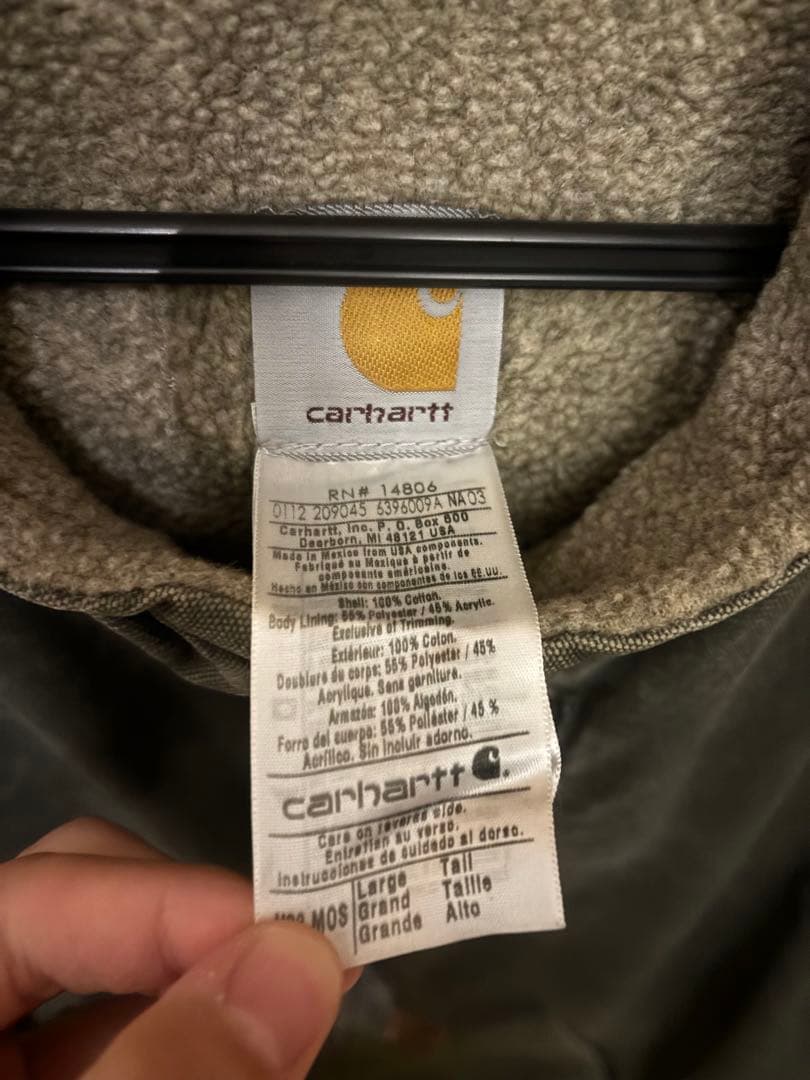 carhartt
RN# 14806
0112 209045 6396009A NA03
Carhartt, Inc. P. O. Box 600
Dearborn, MI 48121 USA
Made in Mexico from USA components.
Fabriqué au Mexique à partir de
composants américains.
Hecho en México con componentes de los EE.UU.
Shell: 100% Cotton.
Body Lining: 55% Polyester / 45% Acrylic.
Exclusive of Trimming.
Extérieur: 100% Coton.
Doublure de corps: 55% Polyester / 45%
Acrylique. Sans garniture.
Armazón: 100% Algodón.
Forro del cuerpo: 55% Poliéster / 45 %
Acrílico. Sin incluir adorno.
carhartt
Care on reverse side.
Entretien au verso.
Instrucciones de cuidado al dorso.
MOS
Large Tall
Grand Taille
Grande Alto